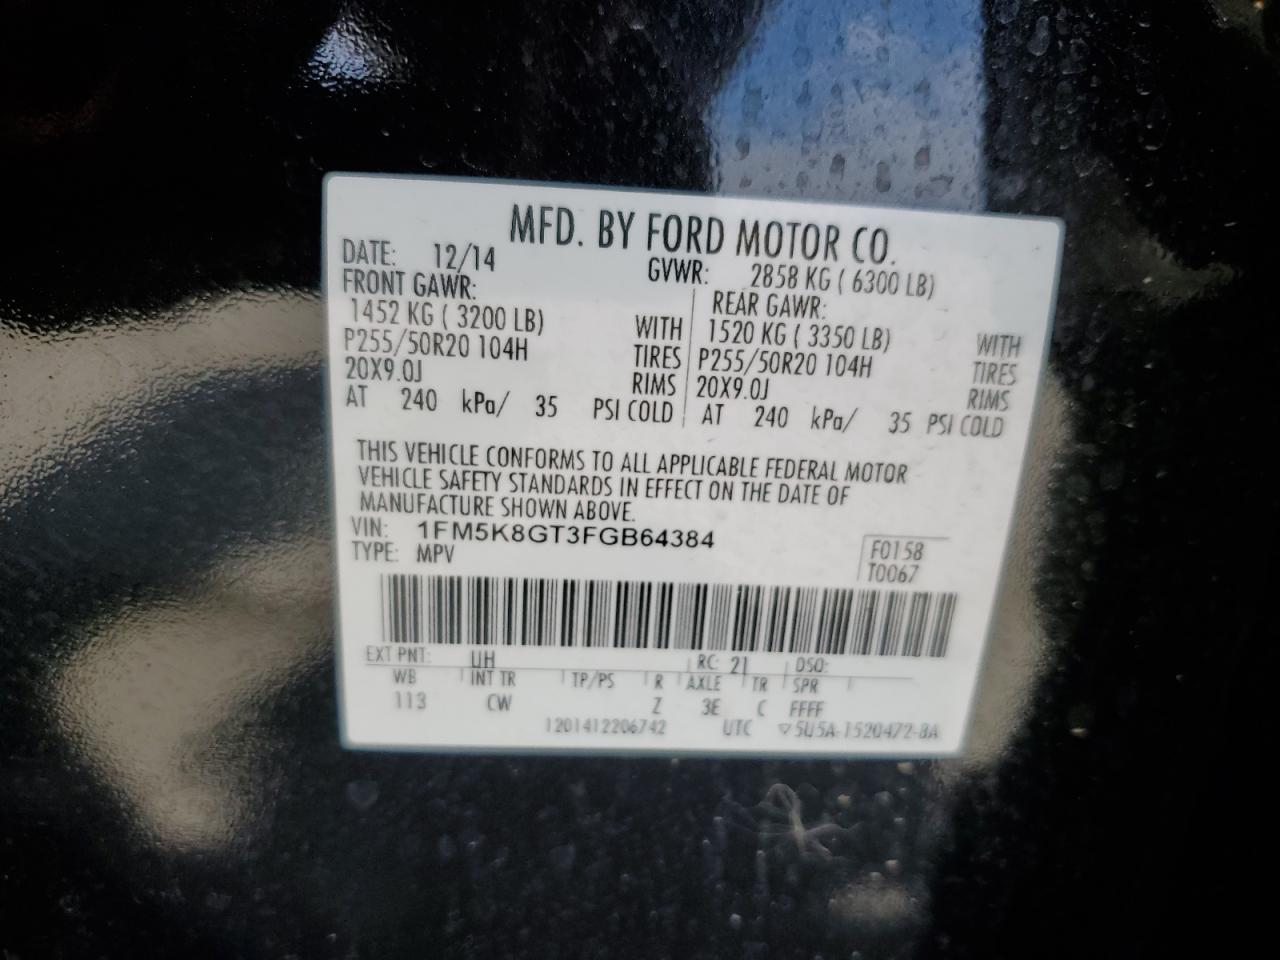 MFD. BY FORD MOTOR CO.
DATE: 12/14 GVWR: 2858 KG ( 6300 LB)
FRONT GAWR: REAR GAWR:
1452 KG ( 3200 LB) WITH 1520 KG ( 3350 LB) WITH
P255/50R20 104H TIRES P255/50R20 104H TIRES
20X9.0J RIMS 20X9.0J RIMS
AT 240 kPa/ 35 PSI COLD AT 240 kPa/ 35 PSI COLD
THIS VEHICLE CONFORMS TO ALL APPLICABLE FEDERAL MOTOR
VEHICLE SAFETY STANDARDS IN EFFECT ON THE DATE OF
MANUFACTURE SHOWN ABOVE.
VIN: 1FM5K8GT3FGB64384 F0158
TYPE: MPV T0067
EXT PNT: UH RC: 21 DSO:
WB INT TR TP/PS R AXLE TR SPR
113 CW Z 3E C FFFF
1201412206742 UTC ▽5U5A-1520472-BA